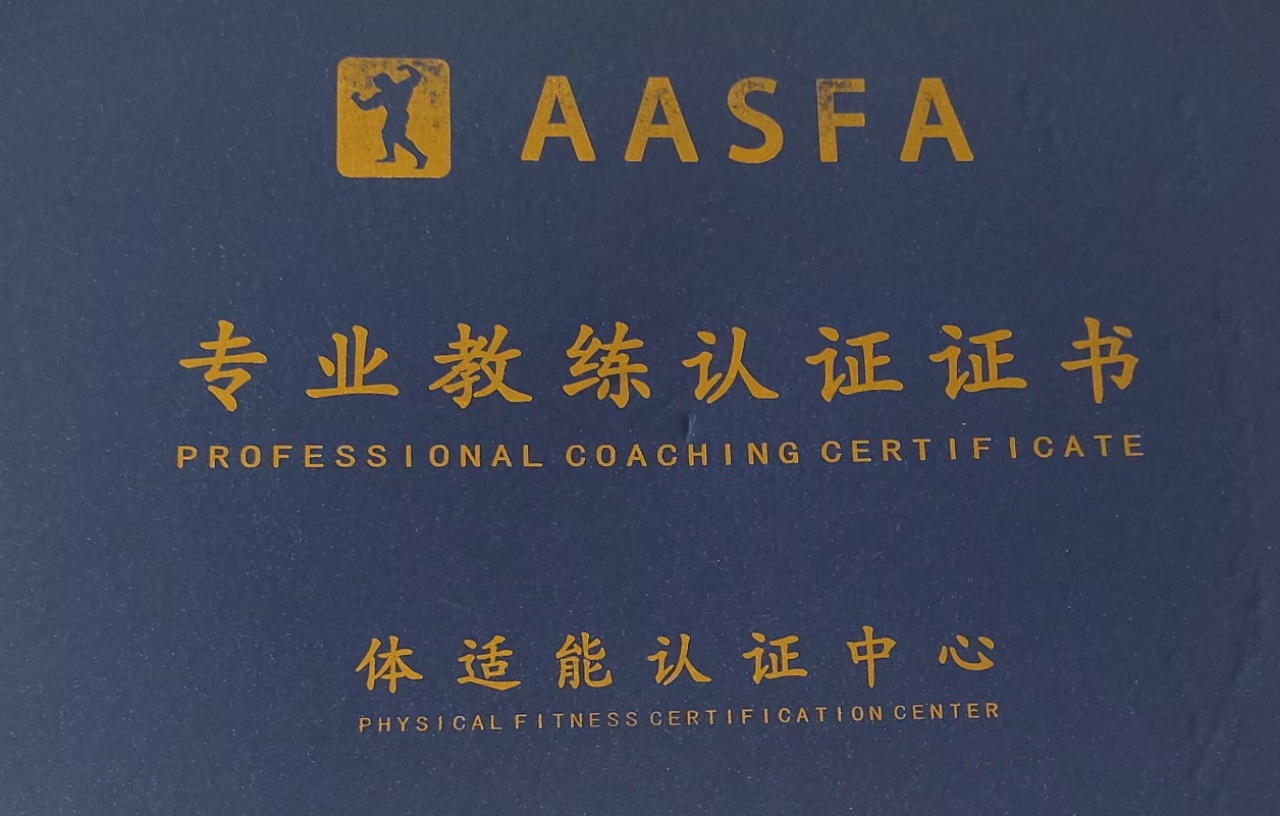 AASFA
专业教练认证证书
PROFESSIONAL COACHING CERTIFICATE
体适能认证中心
PHYSICAL FITNESS CERTIFICATION CENTER